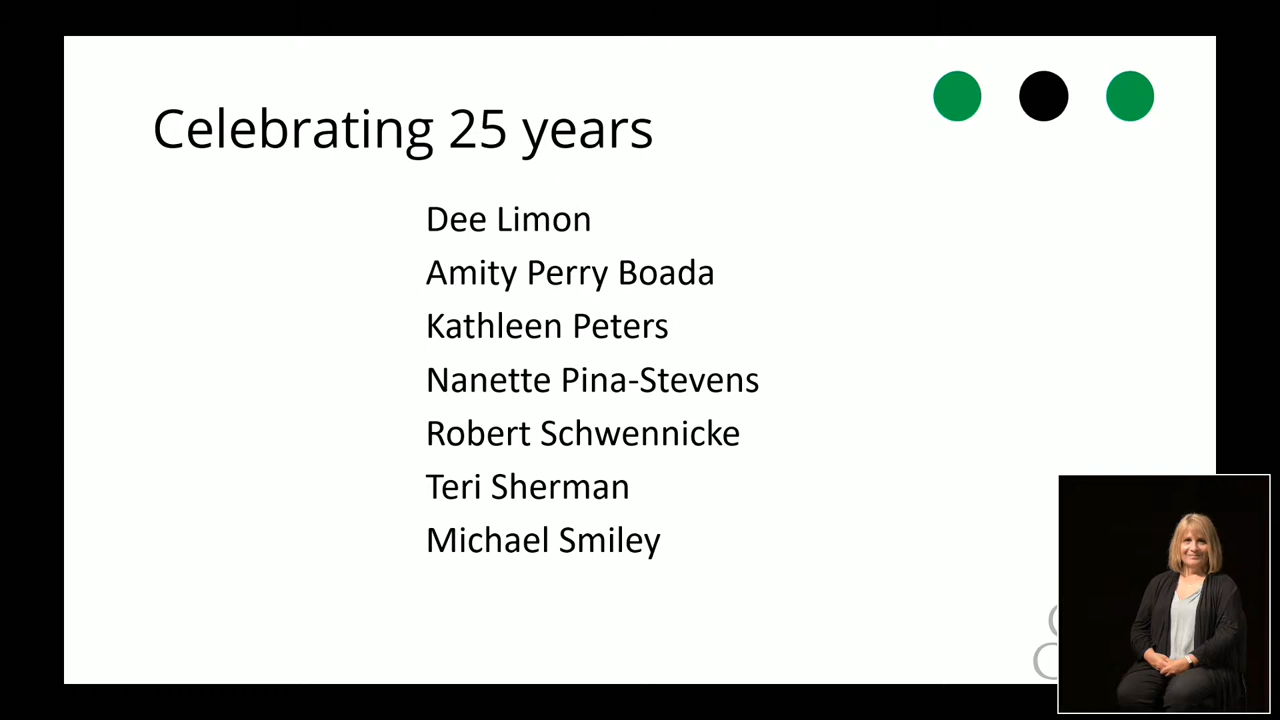 Celebrating 25 years
Dee Limon
Amity Perry Boada
Kathleen Peters
Nanette Pina-Stevens
Robert Schwennicke
Teri Sherman
Michael Smiley